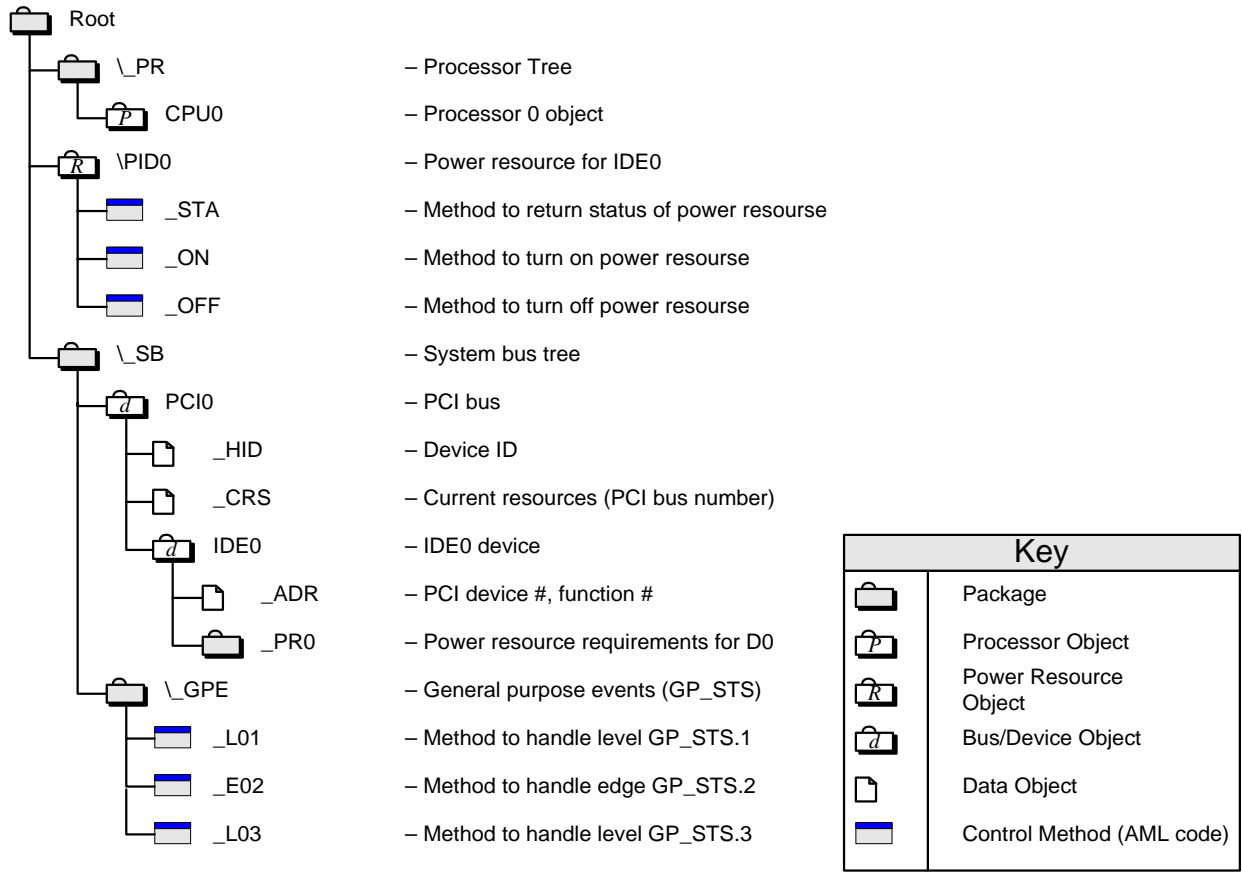 Root
\_PR – Processor Tree
P CPU0 – Processor 0 object
R \PID0 – Power resource for IDE0
_STA – Method to return status of power resourse
_ON – Method to turn on power resourse
_OFF – Method to turn off power resourse
\_SB – System bus tree
d PCI0 – PCI bus
_HID – Device ID
_CRS – Current resources (PCI bus number)
d IDE0 – IDE0 device
_ADR – PCI device #, function #
_PR0 – Power resource requirements for D0
\_GPE – General purpose events (GP_STS)
_L01 – Method to handle level GP_STS.1
_E02 – Method to handle edge GP_STS.2
_L03 – Method to handle level GP_STS.3
Key
Package
P Processor Object
R Power Resource
Object
d Bus/Device Object
Data Object
Control Method (AML code)